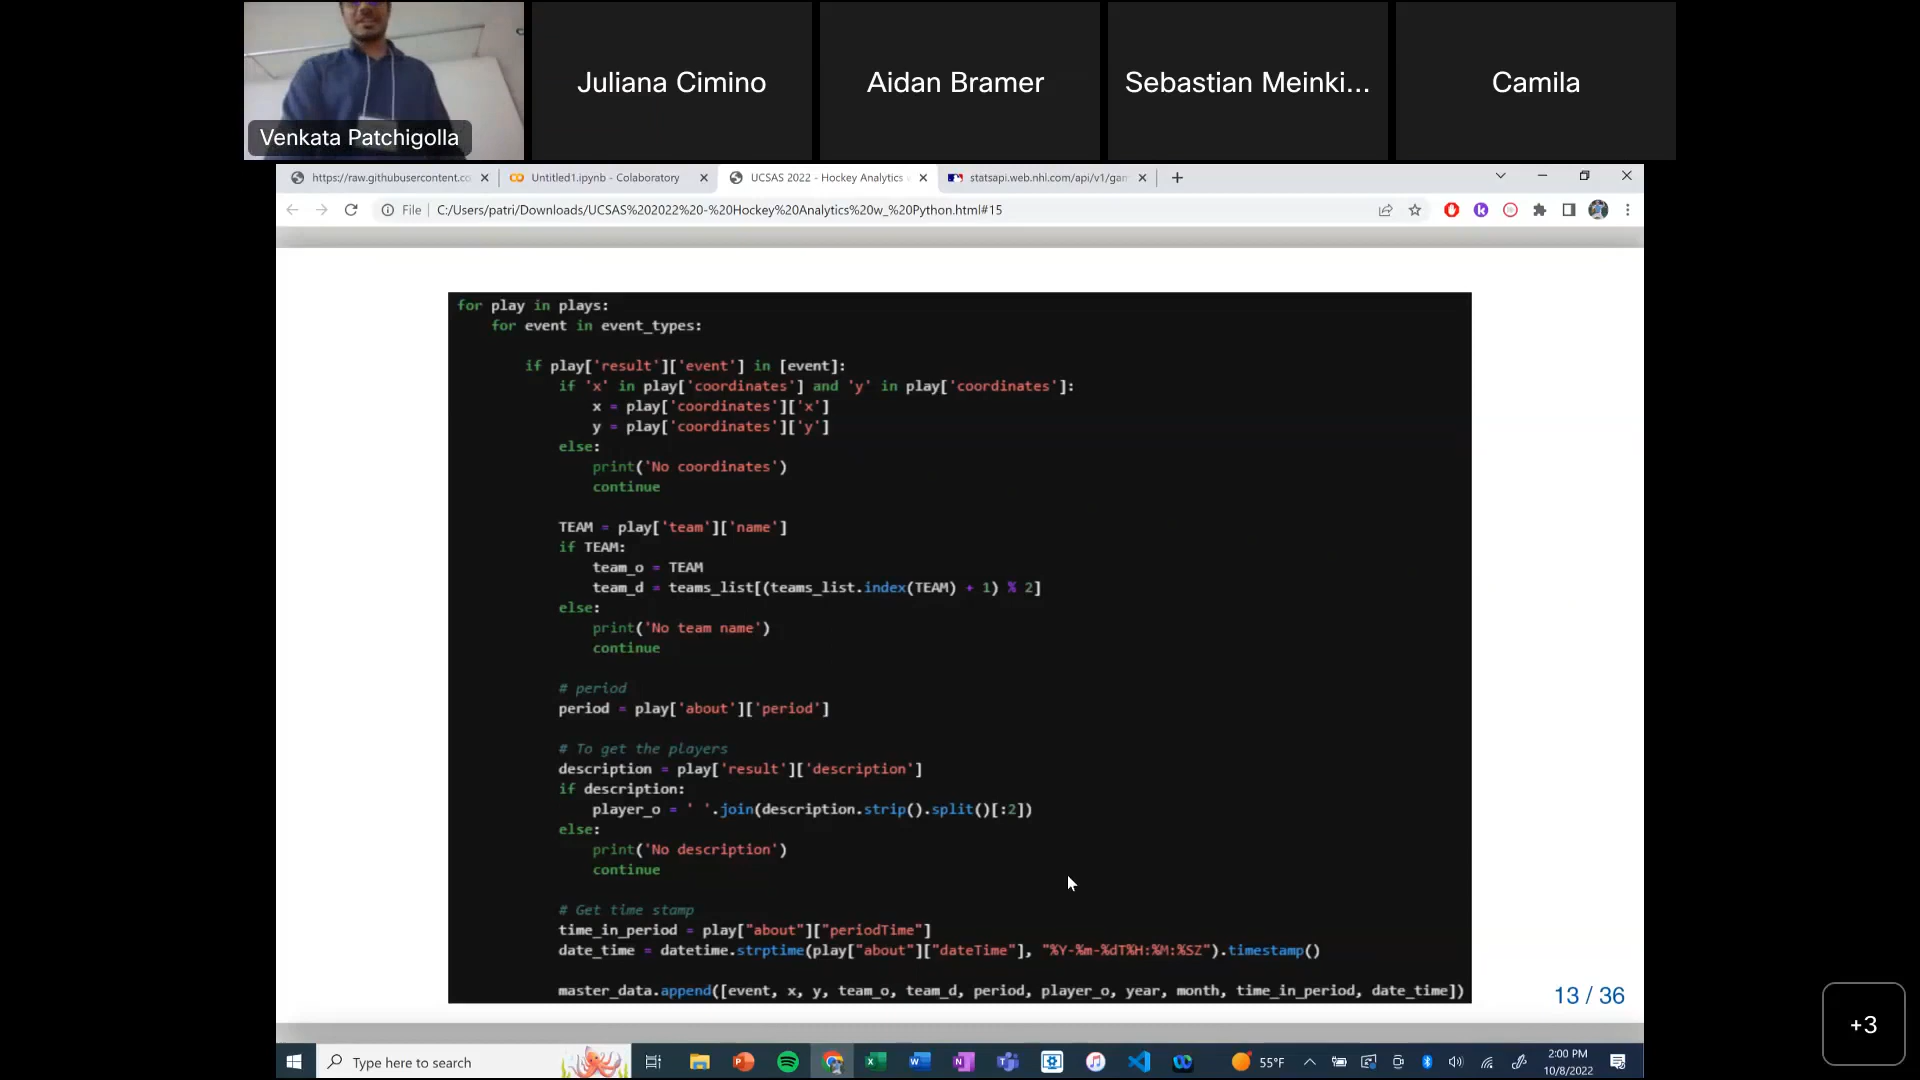 Juliana Cimino
Aidan Bramer
Sebastian Meinki...
Camila
Venkata Patchigolla
https://raw.githubusercontent.co
Untitled1.ipynb - Colaboratory
UCSAS 2022 - Hockey Analytics
statsapi.web.nhl.com/api/v1/gam
File
C:/Users/patri/Downloads/UCSAS%202022%20-%20Hockey%20Analytics%20w_%20Python.html#15
for play in plays:
for event in event_types:
if play['result']['event'] in [event]:
if 'x' in play['coordinates'] and 'y' in play['coordinates']:
x = play['coordinates']['x']
y = play['coordinates']['y']
else:
print('No coordinates')
continue
TEAM = play['team']['name']
if TEAM:
team_o = TEAM
team_d = teams_list[(teams_list.index(TEAM) + 1) % 2]
else:
print('No team name')
continue
# period
period = play['about']['period']
# To get the players
description = play['result']['description']
if description:
player_o = ' '.join(description.strip().split()[:2])
else:
print('No description')
continue
# Get time stamp
time_in_period = play["about"]["periodTime"]
date_time = datetime.strptime(play["about"]["dateTime"], "%Y-%m-%dT%H:%M:%SZ").timestamp()
master_data.append([event, x, y, team_o, team_d, period, player_o, year, month, time_in_period, date_time])
13 / 36
+3
Type here to search
55°F
2:00 PM
10/8/2022